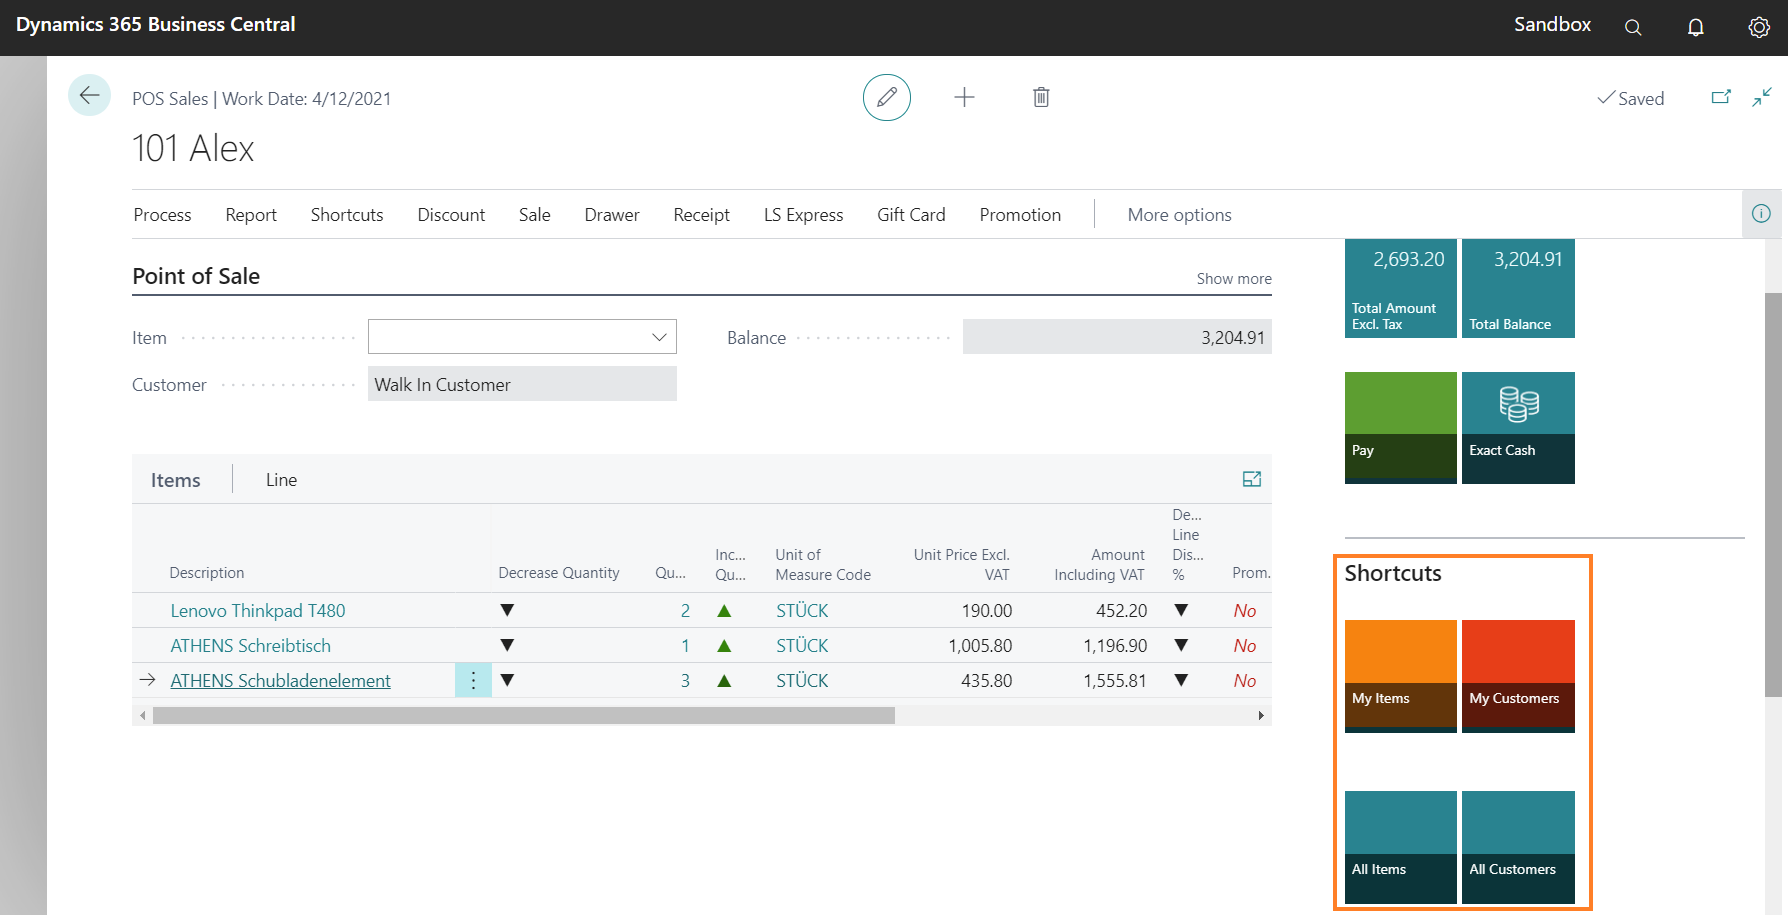 Dynamics 365 Business Central
Sandbox
POS Sales | Work Date: 4/12/2021
Saved
101 Alex
Process Report Shortcuts Discount Sale Drawer Receipt LS Express Gift Card Promotion More options
Point of Sale
Show more
Item
Balance 3,204.91
Customer Walk In Customer
Items Line
Description Decrease Quantity Qu... Inc... Qu... Unit of Measure Code Unit Price Excl. VAT Amount Including VAT De... Line Dis... % Prom.
Lenovo Thinkpad T480 2 STÜCK 190.00 452.20 No
ATHENS Schreibtisch 1 STÜCK 1,005.80 1,196.90 No
ATHENS Schubladenelement 3 STÜCK 435.80 1,555.81 No
2,693.20
Total Amount
Excl. Tax
3,204.91
Total Balance
Pay
Exact Cash
Shortcuts
My Items
My Customers
All Items
All Customers